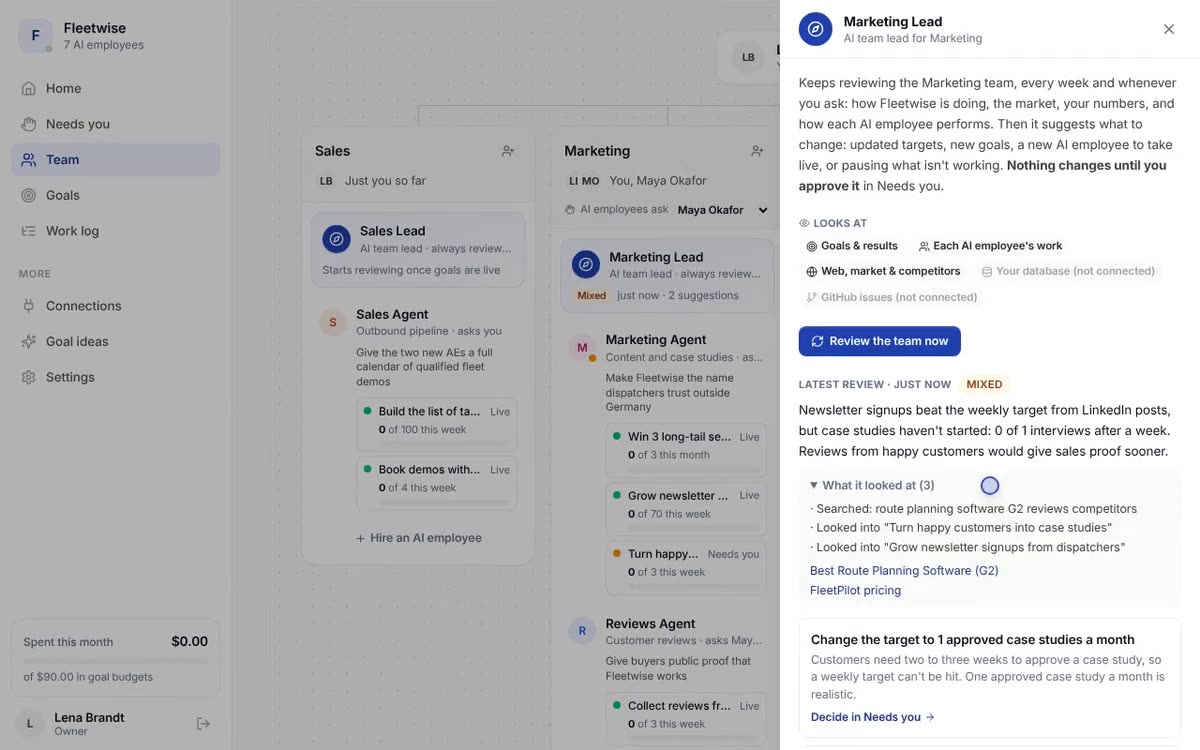 F
Fleetwise
7 AI employees
Home
Needs you
Team
Goals
Work log
MORE
Connections
Goal ideas
Settings
Spent this month $0.00
of $90.00 in goal budgets
L
Lena Brandt
Owner
LB
Sales
LB Just you so far
Sales Lead
AI team lead · always review...
Starts reviewing once goals are live
S
Sales Agent
Outbound pipeline · asks you
Give the two new AEs a full
calendar of qualified fleet
demos
Build the list of ta... Live
0 of 100 this week
Book demos with... Live
0 of 4 this week
+ Hire an AI employee
Marketing
LI MO You, Maya Okafor
AI employees ask Maya Okafor
Marketing Lead
AI team lead · always review...
Mixed just now · 2 suggestions
M
Marketing Agent
Content and case studies · as...
Make Fleetwise the name
dispatchers trust outside
Germany
Win 3 long-tail se... Live
0 of 3 this month
Grow newsletter ... Live
0 of 70 this week
Turn happy... Needs you
0 of 3 this week
R
Reviews Agent
Customer reviews · asks May...
Give buyers public proof that
Fleetwise works
Collect reviews fr... Live
0 of 3 this week
Marketing Lead
AI team lead for Marketing
Keeps reviewing the Marketing team, every week and whenever
you ask: how Fleetwise is doing, the market, your numbers, and
how each AI employee performs. Then it suggests what to
change: updated targets, new goals, a new AI employee to take
live, or pausing what isn't working. Nothing changes until you
approve it in Needs you.
LOOKS AT
Goals & results Each AI employee's work
Web, market & competitors Your database (not connected)
GitHub issues (not connected)
Review the team now
LATEST REVIEW · JUST NOW MIXED
Newsletter signups beat the weekly target from LinkedIn posts,
but case studies haven't started: 0 of 1 interviews after a week.
Reviews from happy customers would give sales proof sooner.
▼ What it looked at (3)
· Searched: route planning software G2 reviews competitors
· Looked into "Turn happy customers into case studies"
· Looked into "Grow newsletter signups from dispatchers"
Best Route Planning Software (G2)
FleetPilot pricing
Change the target to 1 approved case studies a month
Customers need two to three weeks to approve a case study, so
a weekly target can't be hit. One approved case study a month is
realistic.
Decide in Needs you →